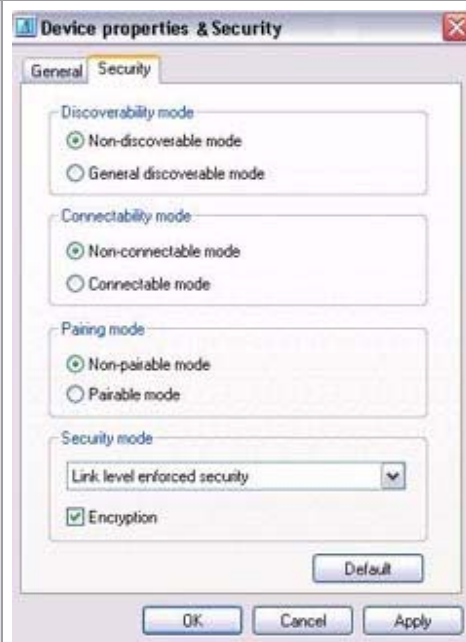 Device properties & Security
General Security
Discoverability mode
Non-discoverable mode
General discoverable mode
Connectability mode
Non-connectable mode
Connectable mode
Pairing mode
Non-pairable mode
Pairable mode
Security mode
Link level enforced security
Encryption
Default
OK Cancel Apply